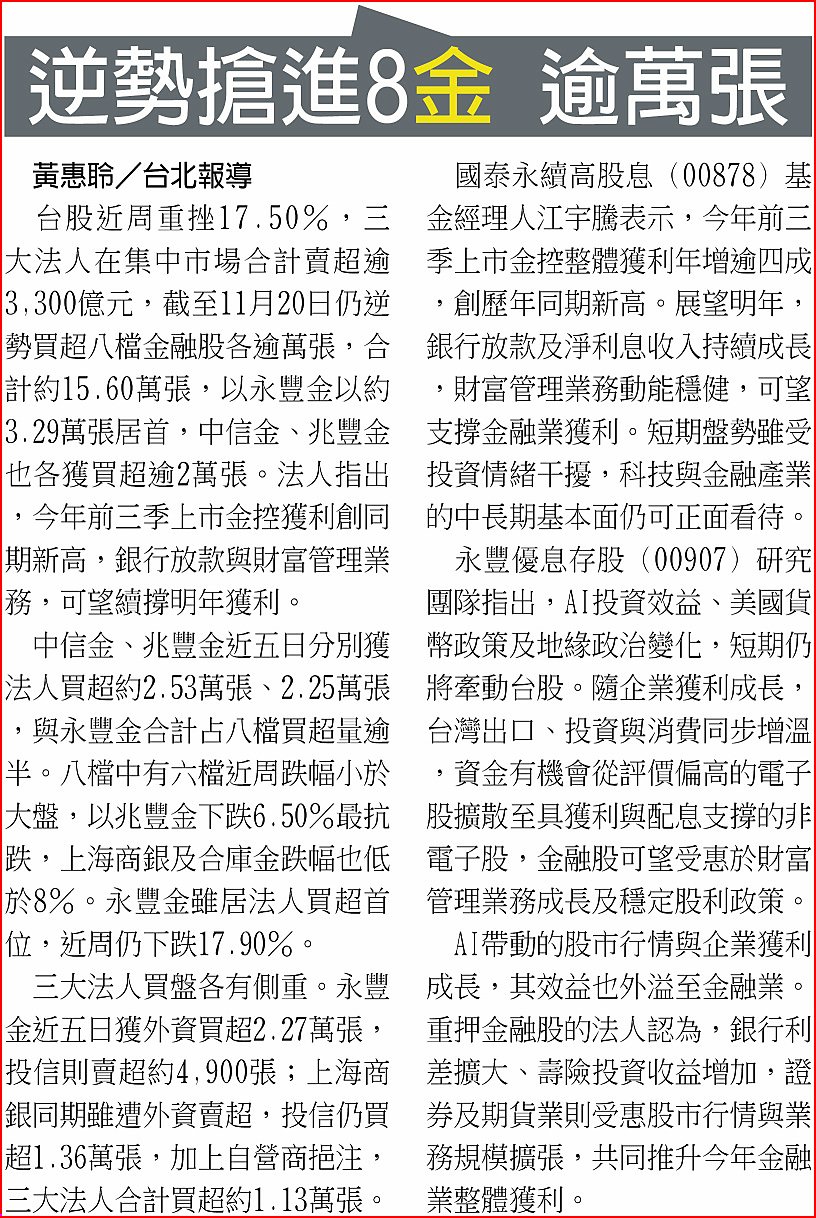 逆勢搶進8金 逾萬張
黃惠聆／台北報導
台股近周重挫17.50%，三
大法人在集中市場合計賣超逾
3,300億元，截至11月20日仍逆
勢買超八檔金融股各逾萬張，合
計約15.60萬張，以永豐金以約
3.29萬張居首，中信金、兆豐金
也各獲買超逾2萬張。法人指出
，今年前三季上市金控獲利創同
期新高，銀行放款與財富管理業
務，可望續撐明年獲利。
中信金、兆豐金近五日分別獲
法人買超約2.53萬張、2.25萬張
，與永豐金合計占八檔買超量逾
半。八檔中有六檔近周跌幅小於
大盤，以兆豐金下跌6.50%最抗
跌，上海商銀及合庫金跌幅也低
於8%。永豐金雖居法人買超首
位，近周仍下跌17.90%。
三大法人買盤各有側重。永豐
金近五日獲外資買超2.27萬張，
投信則賣超約4,900張；上海商
銀同期雖遭外資賣超，投信仍買
超1.36萬張，加上自營商挹注，
三大法人合計買超約1.13萬張。
國泰永續高股息（00878）基
金經理人江宇騰表示，今年前三
季上市金控整體獲利年增逾四成
，創歷年同期新高。展望明年，
銀行放款及淨利息收入持續成長
，財富管理業務動能穩健，可望
支撐金融業獲利。短期盤勢雖受
投資情緒干擾，科技與金融產業
的中長期基本面仍可正面看待。
永豐優息存股（00907）研究
團隊指出，AI投資效益、美國貨
幣政策及地緣政治變化，短期仍
將牽動台股。隨企業獲利成長，
台灣出口、投資與消費同步增溫
，資金有機會從評價偏高的電子
股擴散至具獲利與配息支撐的非
電子股，金融股可望受惠於財富
管理業務成長及穩定股利政策。
AI帶動的股市行情與企業獲利
成長，其效益也外溢至金融業。
重押金融股的法人認為，銀行利
差擴大、壽險投資收益增加，證
券及期貨業則受惠股市行情與業
務規模擴張，共同推升今年金融
業整體獲利。